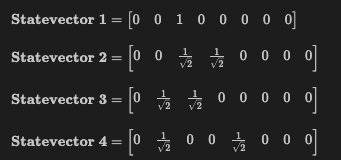 Statevector 1 = [0 0 1 0 0 0 0 0]
Statevector 2 = [0 0 1/√2 1/√2 0 0 0 0]
Statevector 3 = [0 1/√2 1/√2 0 0 0 0 0]
Statevector 4 = [0 1/√2 0 0 1/√2 0 0 0]